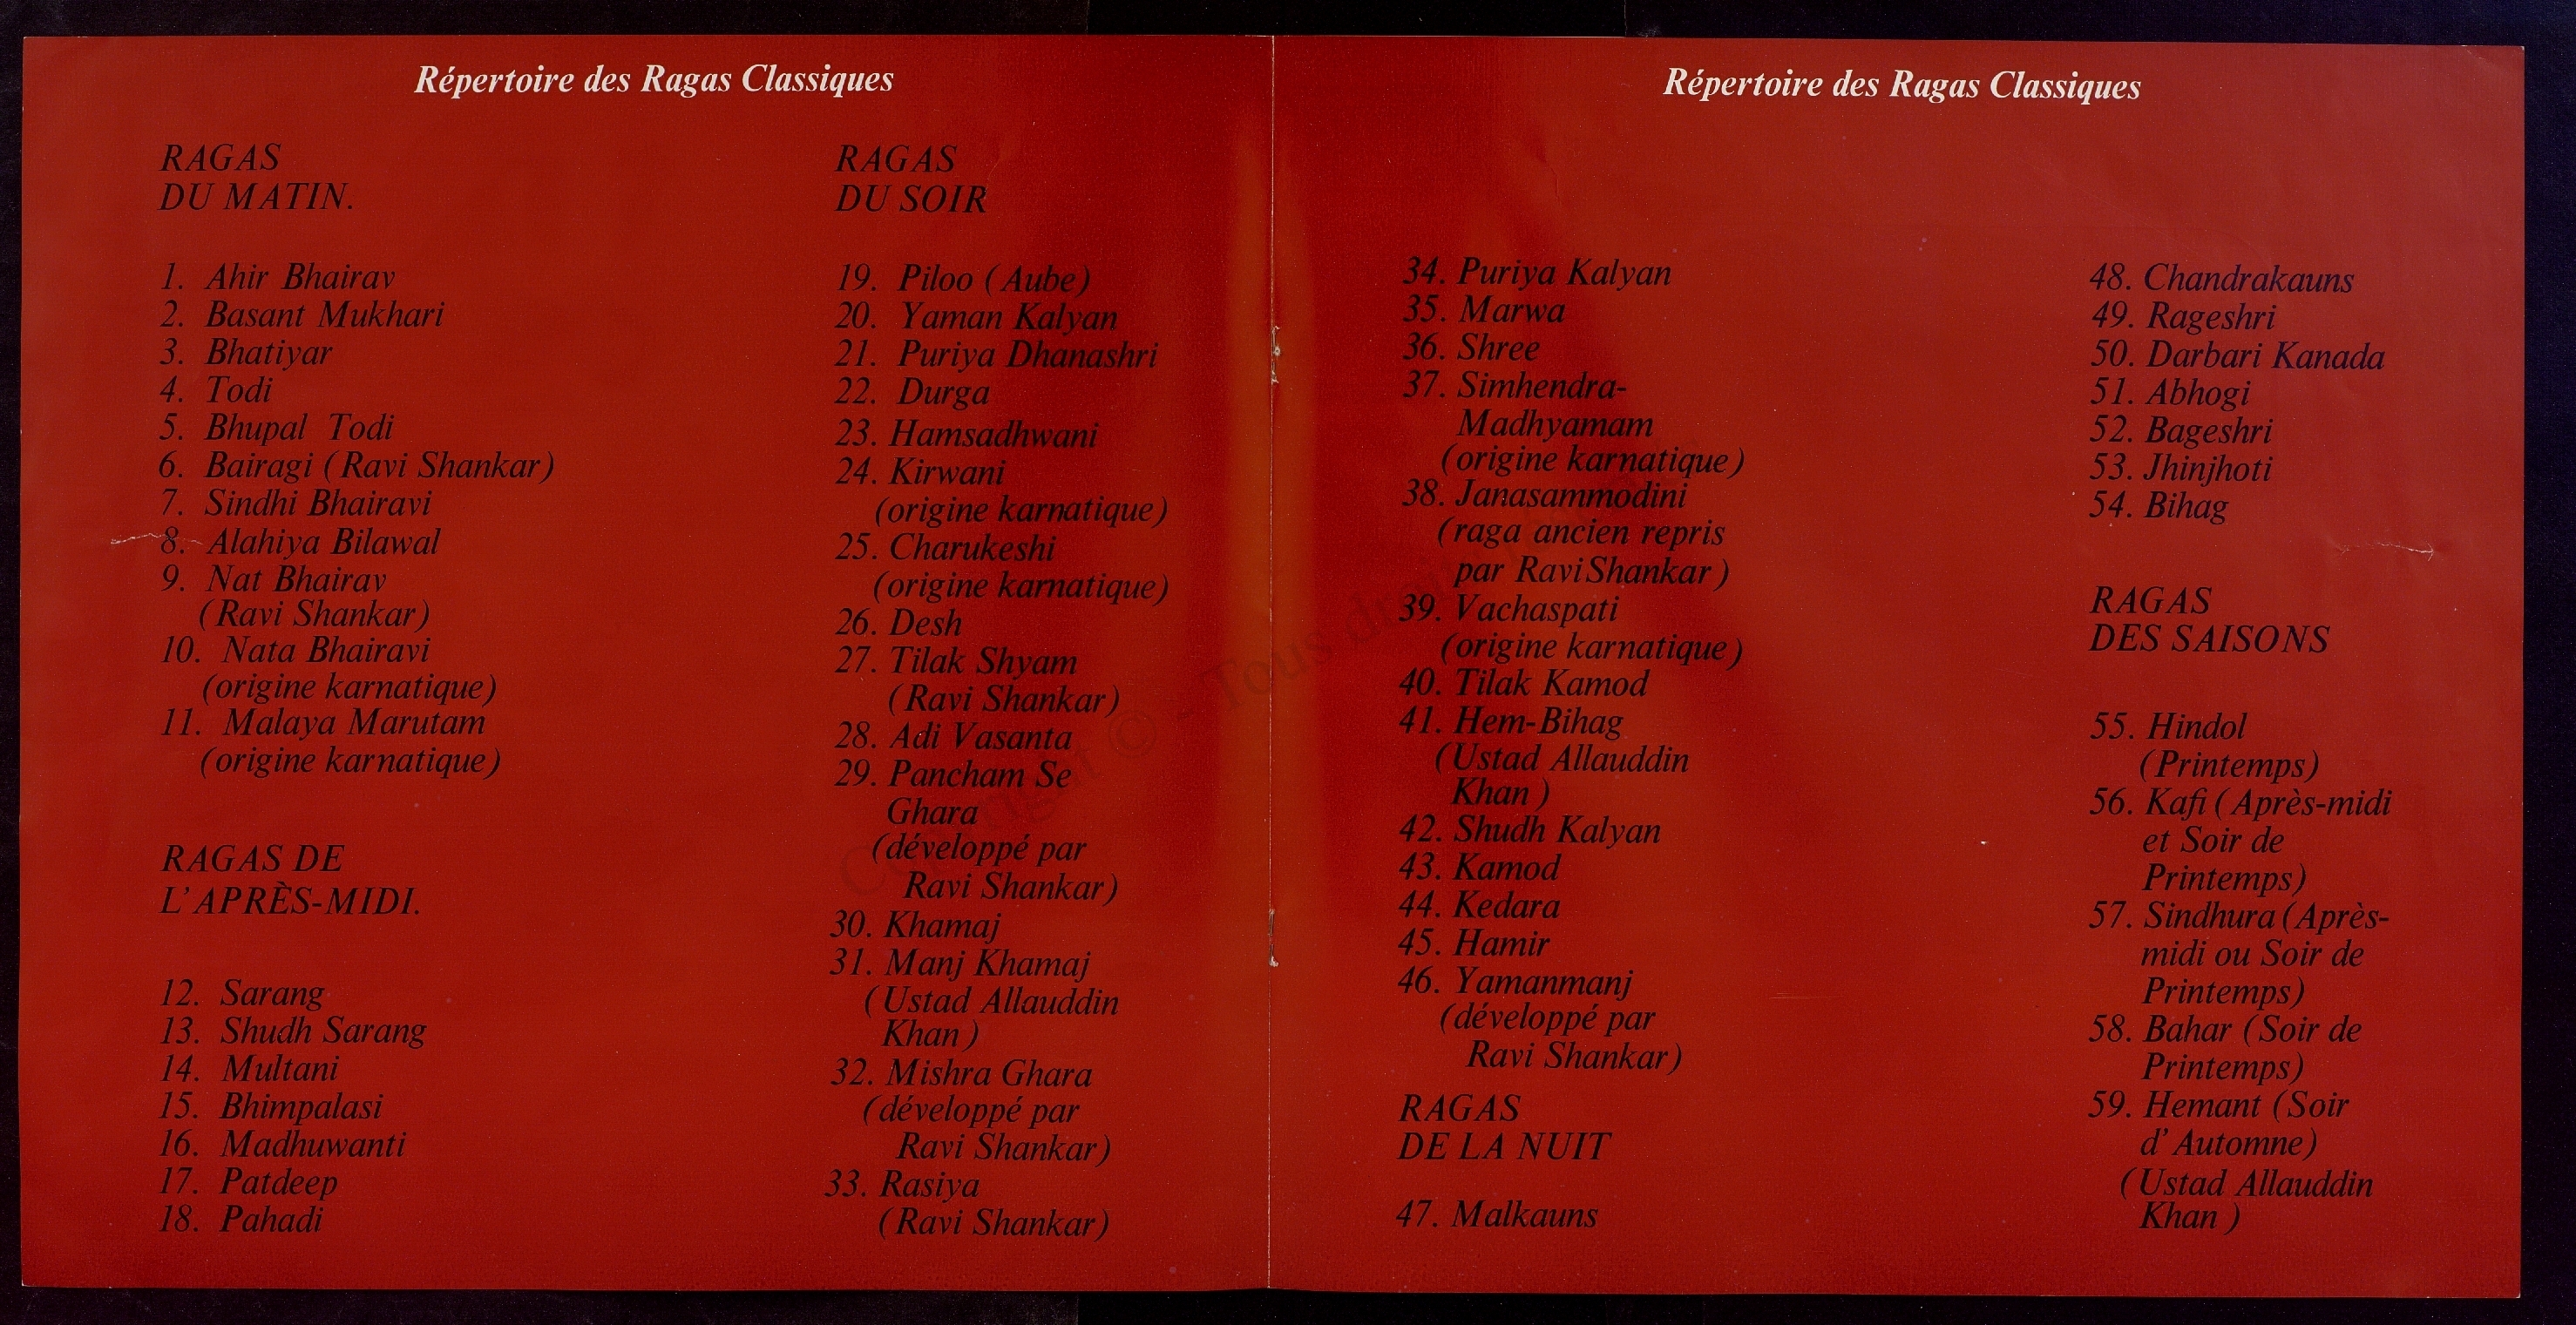 Répertoire des Ragas Classiques
RAGAS
DU MATIN.
1. Ahir Bhairav
2. Basant Mukhari
3. Bhatiyar
4. Todi
5. Bhupal Todi
6. Bairagi (Ravi Shankar)
7. Sindhi Bhairavi
8. Alahiya Bilawal
9. Nat Bhairav
(Ravi Shankar)
10. Nata Bhairavi
(origine karnatique)
11. Malaya Marutam
(origine karnatique)
RAGAS DE
L'APRÈS-MIDI.
12. Sarang
13. Shudh Sarang
14. Multani
15. Bhimpalasi
16. Madhuwanti
17. Patdeep
18. Pahadi
RAGAS
DU SOIR
19. Piloo (Aube)
20. Yaman Kalyan
21. Puriya Dhanashri
22. Durga
23. Hamsadhwani
24. Kirwani
(origine karnatique)
25. Charukeshi
(origine karnatique)
26. Desh
27. Tilak Shyam
(Ravi Shankar)
28. Adi Vasanta
29. Pancham Se
Ghara
(développé par
Ravi Shankar)
30. Khamaj
31. Manj Khamaj
(Ustad Allauddin
Khan)
32. Mishra Ghara
(développé par
Ravi Shankar)
33. Rasiya
(Ravi Shankar)
Répertoire des Ragas Classiques
34. Puriya Kalyan
35. Marwa
36. Shree
37. Simhendra-
Madhyamam
(origine karnatique)
38. Janasammodini
(raga ancien repris
par Ravi Shankar)
39. Vachaspati
(origine karnatique)
40. Tilak Kamod
41. Hem-Bihag
(Ustad Allauddin
Khan)
42. Shudh Kalyan
43. Kamod
44. Kedara
45. Hamir
46. Yamanmanj
(développé par
Ravi Shankar)
RAGAS
DE LA NUIT
47. Malkauns
48. Chandrakauns
49. Rageshri
50. Darbari Kanada
51. Abhogi
52. Bageshri
53. Jhinjhoti
54. Bihag
RAGAS
DES SAISONS
55. Hindol
(Printemps)
56. Kafi (Après-midi
et Soir de
Printemps)
57. Sindhura (Après-
midi ou Soir de
Printemps)
58. Bahar (Soir de
Printemps)
59. Hemant (Soir
d'Automne)
(Ustad Allauddin
Khan)